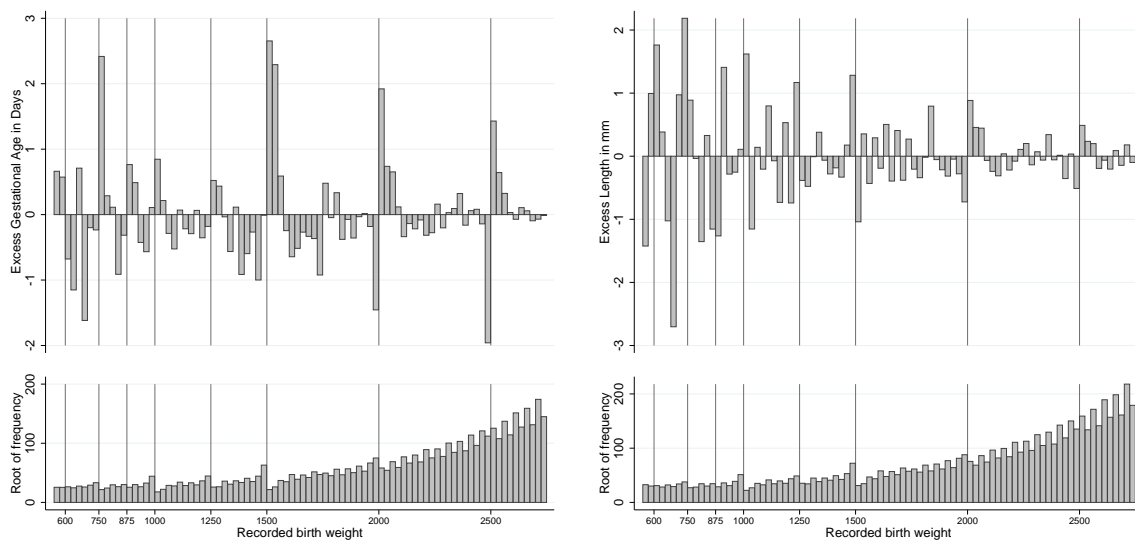 Excess Gestational Age in Days
3
2
1
0
-1
-2
Root of frequency
200
100
0
600 750 875 1000 1250 1500 2000 2500
Recorded birth weight
Excess Length in mm
2
1
0
-1
-2
-3
Root of frequency
200
100
0
600 750 875 1000 1250 1500 2000 2500
Recorded birth weight